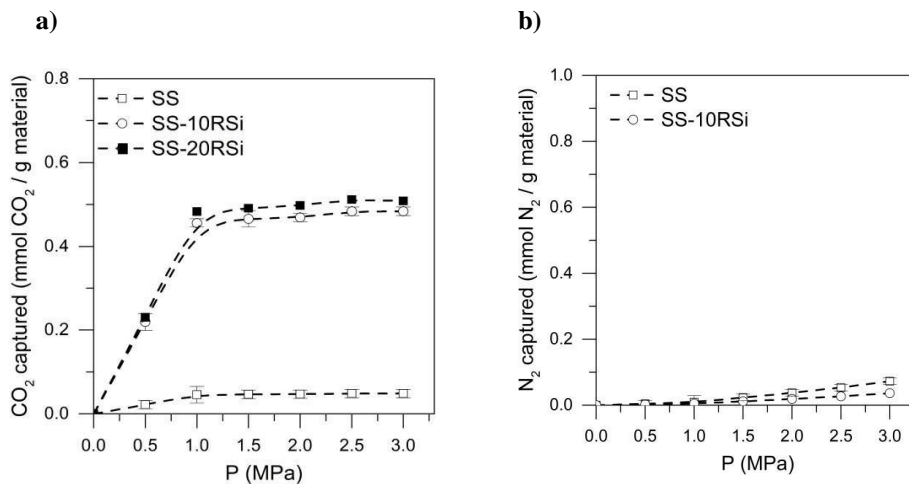 a)
0.8
SS
SS-10RSi
SS-20RSi
0.6
0.4
0.2
0.0
CO2 captured (mmol CO2 / g material)
0.0 0.5 1.0 1.5 2.0 2.5 3.0
P (MPa)
b)
1.0
SS
SS-10RSi
0.8
0.6
0.4
0.2
0.0
N2 captured (mmol N2 / g material)
0.0 0.5 1.0 1.5 2.0 2.5 3.0
P (MPa)